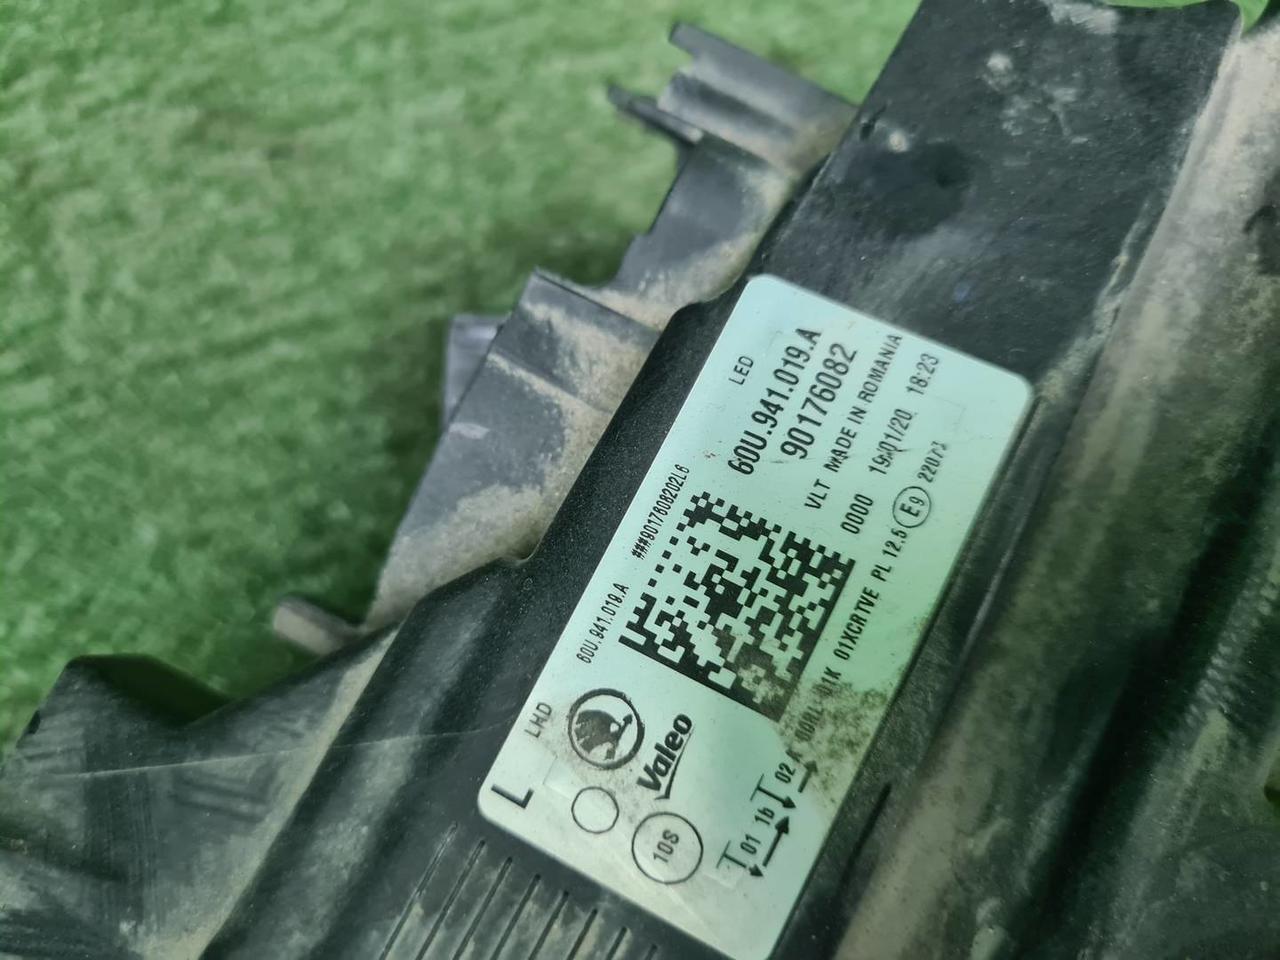 LED
60U.941.019.A
90176082
VLT MADE IN ROMANIA
0000 19/01/20 18:23
60U.941.019.A ###9017608202L6
01XCRTVE PL 12.5 E9
LHD
Valeo
L
10S
01 1b 02 A